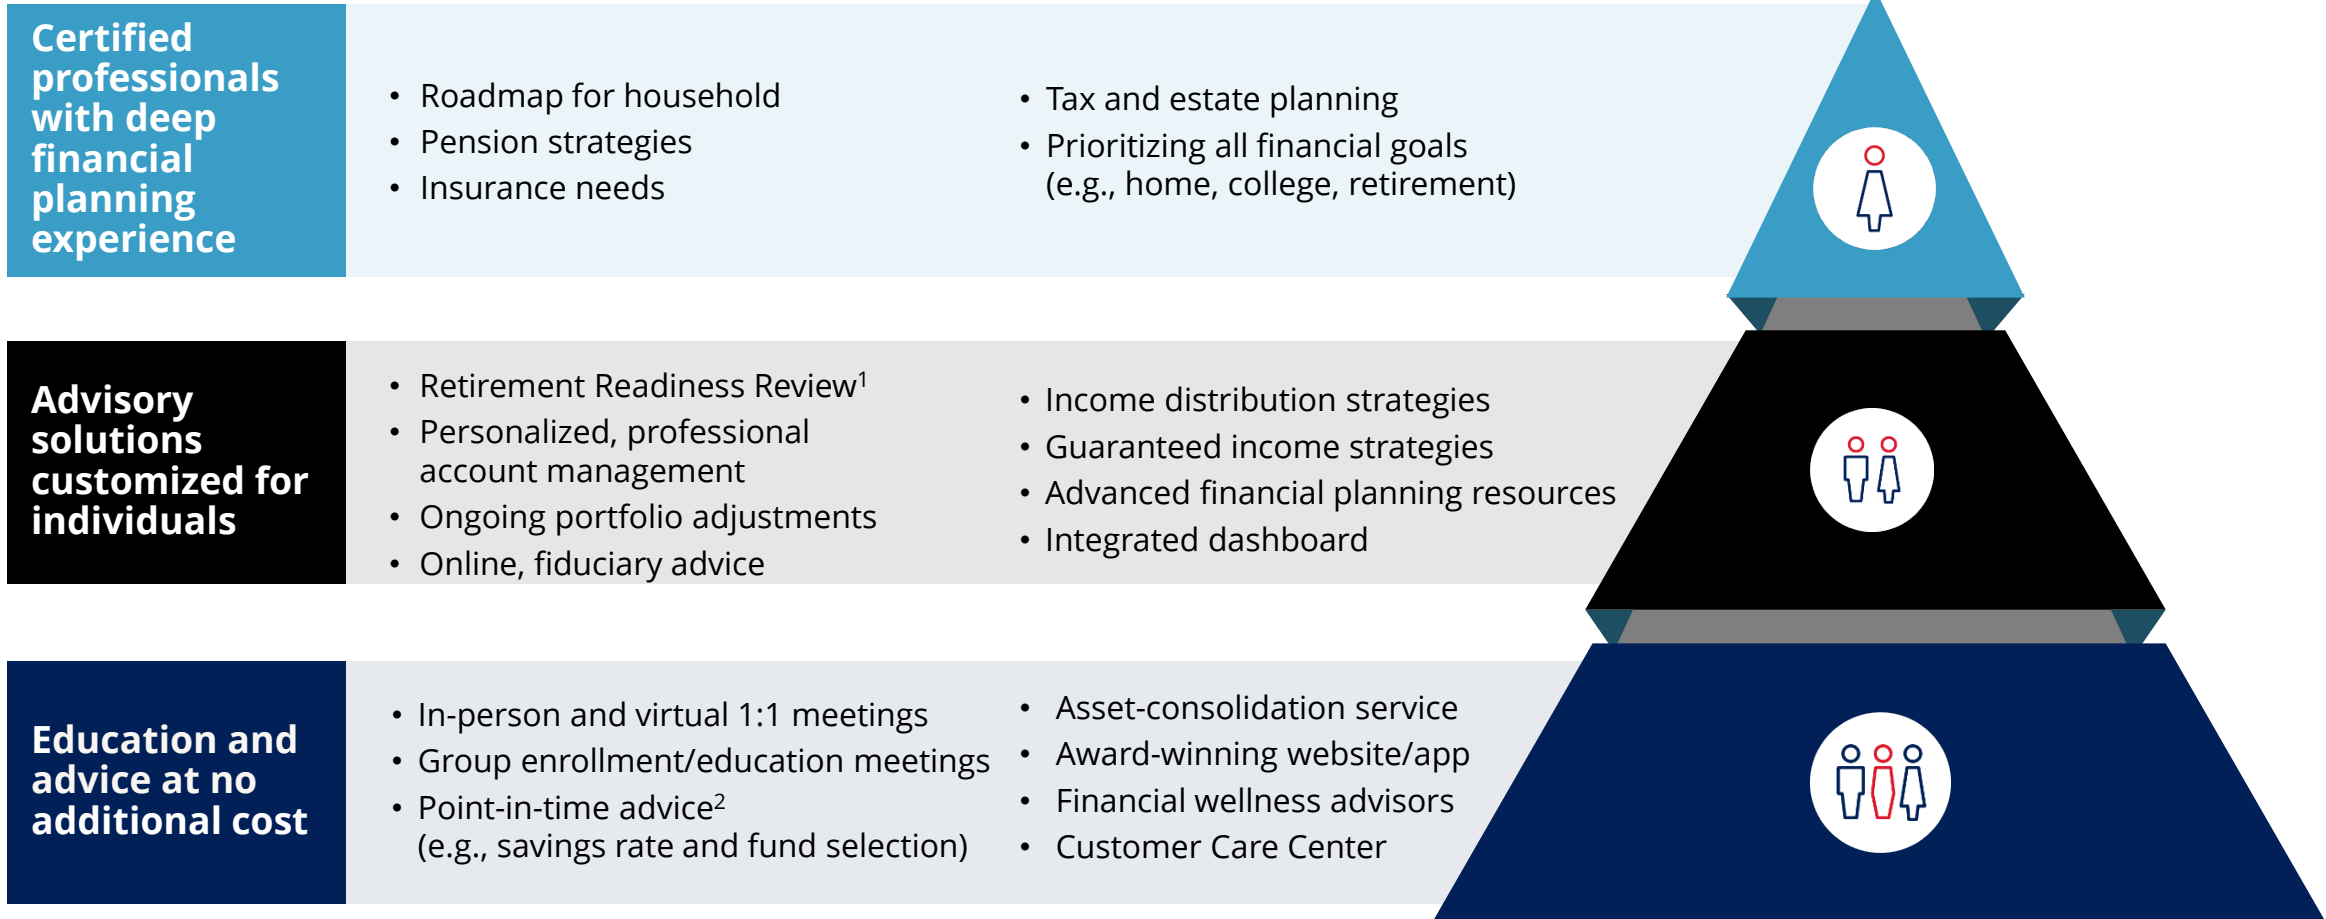 Certified
professionals
with deep
financial
planning
experience
• Roadmap for household
• Pension strategies
• Insurance needs
• Tax and estate planning
• Prioritizing all financial goals
(e.g., home, college, retirement)
Advisory
solutions
customized for
individuals
• Retirement Readiness Review¹
• Personalized, professional
account management
• Ongoing portfolio adjustments
• Online, fiduciary advice
• Income distribution strategies
• Guaranteed income strategies
• Advanced financial planning resources
• Integrated dashboard
Education and
advice at no
additional cost
• In-person and virtual 1:1 meetings
• Group enrollment/education meetings
• Point-in-time advice²
(e.g., savings rate and fund selection)
• Asset-consolidation service
• Award-winning website/app
• Financial wellness advisors
• Customer Care Center